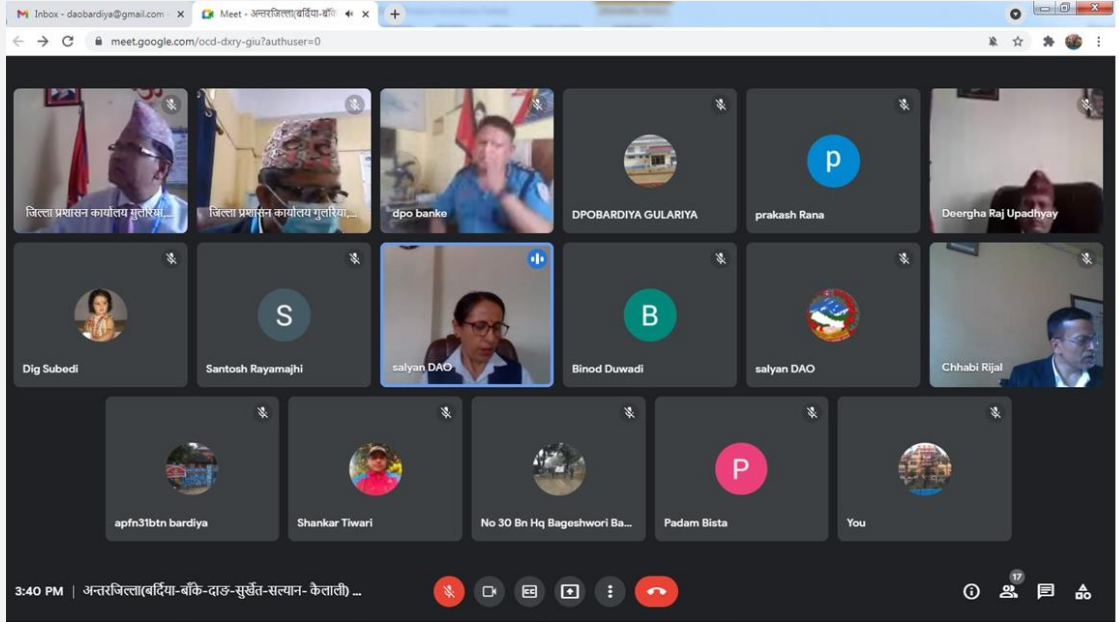 Inbox - daobardiya@gmail.com
Meet - अन्तरजिल्ला(बर्दिया-बाँके
meet.google.com/ocd-dxry-giu?authuser=0
जिल्ला प्रशासन कार्यालय गुलरिया,...
जिल्ला प्रशासन कार्यालय गुलरिया,...
dpo banke
DPOBARDIYA GULARIYA
p
prakash Rana
Deergha Raj Upadhyay
Dig Subedi
S
Santosh Rayamajhi
salyan DAO
B
Binod Duwadi
salyan DAO
Chhabi Rijal
apfn31btn bardiya
Shankar Tiwari
No 30 Bn Hq Bageshwori Ba...
P
Padam Bista
You
3:40 PM | अन्तरजिल्ला(बर्दिया-बाँके-दाङ-सुर्खेत-सल्यान- कैलाली) ...
CC
17